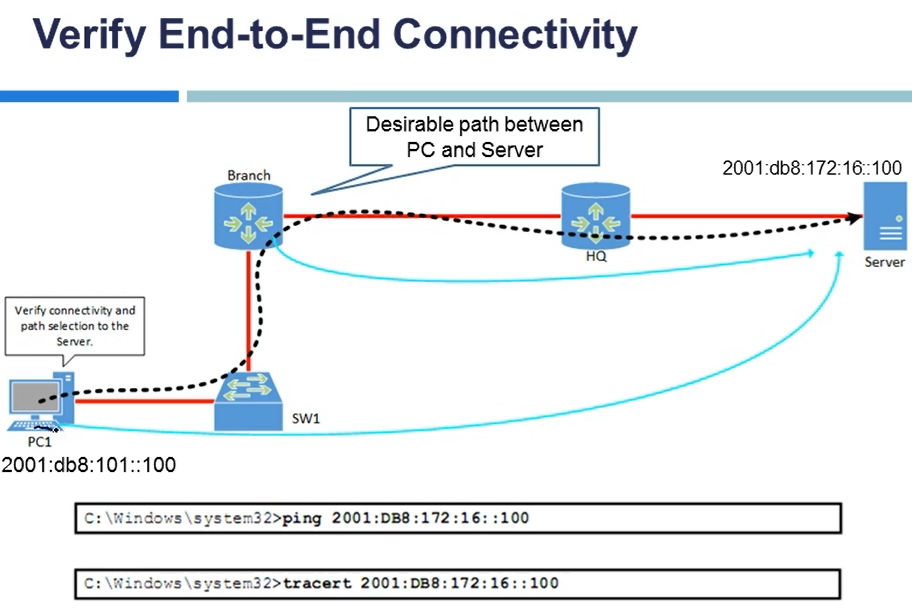 Verify End-to-End Connectivity
Desirable path between
PC and Server
Branch
2001:db8:172:16::100
HQ
Server
Verify connectivity and
path selection to the
Server.
SW1
PC1
2001:db8:101::100
C:\Windows\system32>ping 2001:DB8:172:16::100
C:\Windows\system32>tracert 2001:DB8:172:16::100